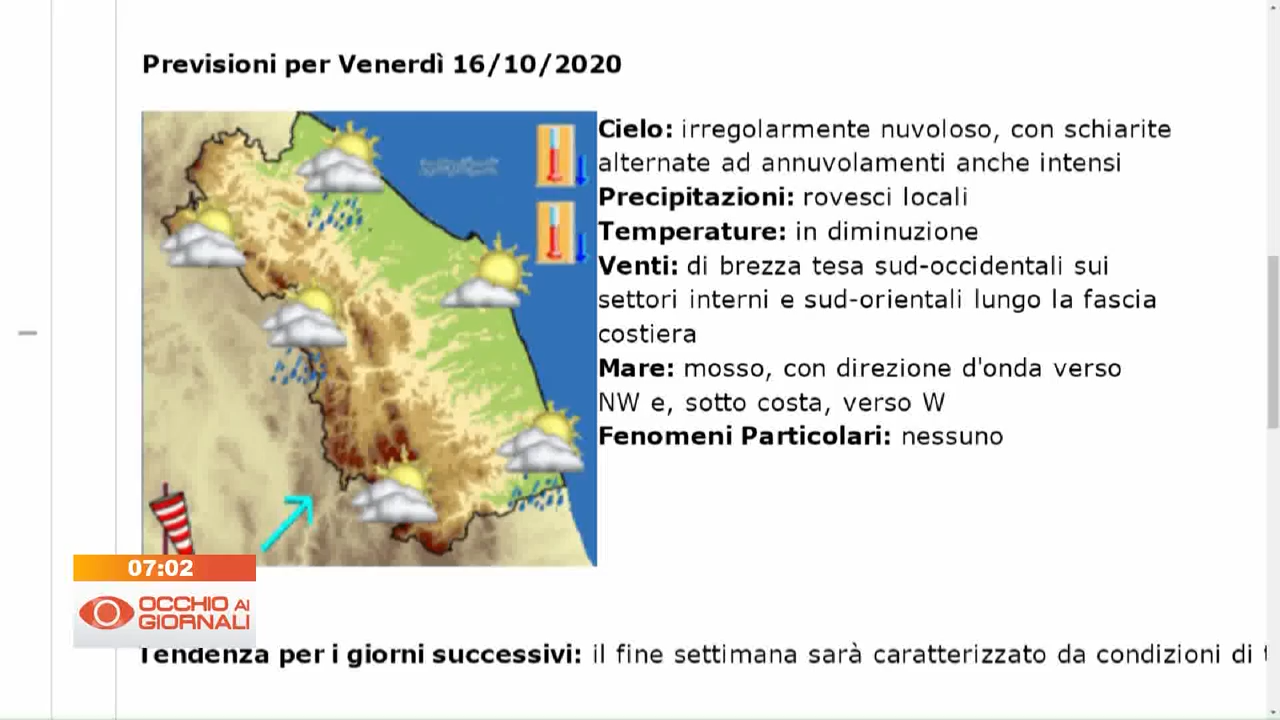 Previsioni per Venerdì 16/10/2020
Cielo: irregolarmente nuvoloso, con schiarite
alternate ad annuvolamenti anche intensi
Precipitazioni: rovesci locali
Temperature: in diminuzione
Venti: di brezza tesa sud-occidentali sui
settori interni e sud-orientali lungo la fascia
costiera
Mare: mosso, con direzione d'onda verso
NW e, sotto costa, verso W
Fenomeni Particolari: nessuno
07:02
OCCHIO AI
GIORNALI
Tendenza per i giorni successivi: il fine settimana sarà caratterizzato da condizioni di